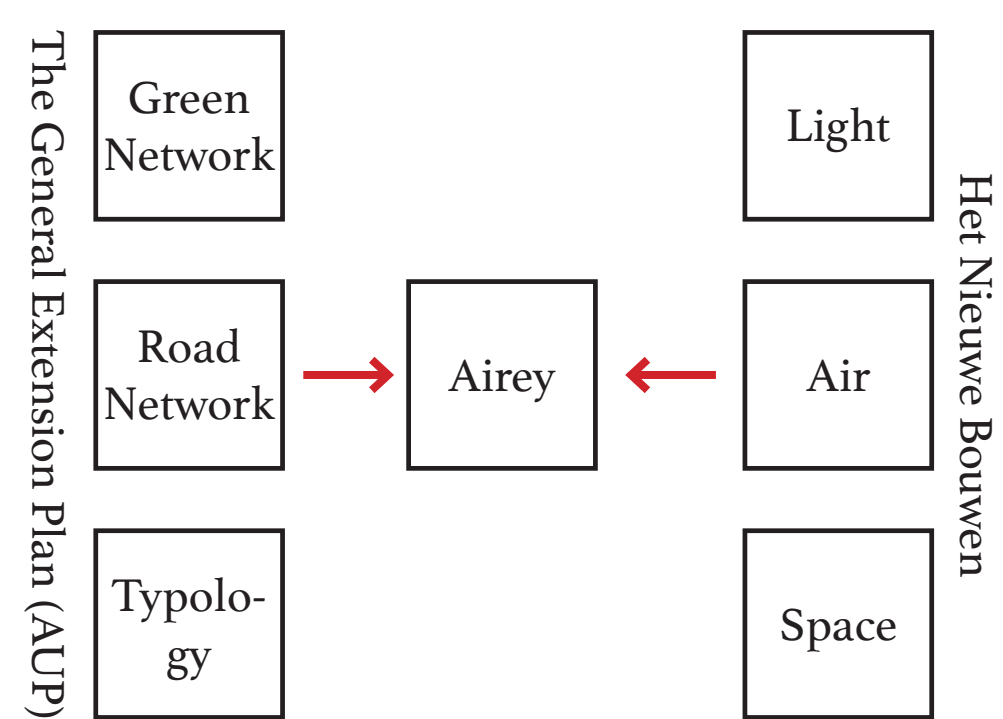 The General Extension Plan (AUP)
Green
Network
Road
Network
Typolo-
gy
Airey
Light
Air
Space
Het Nieuwe Bouwen